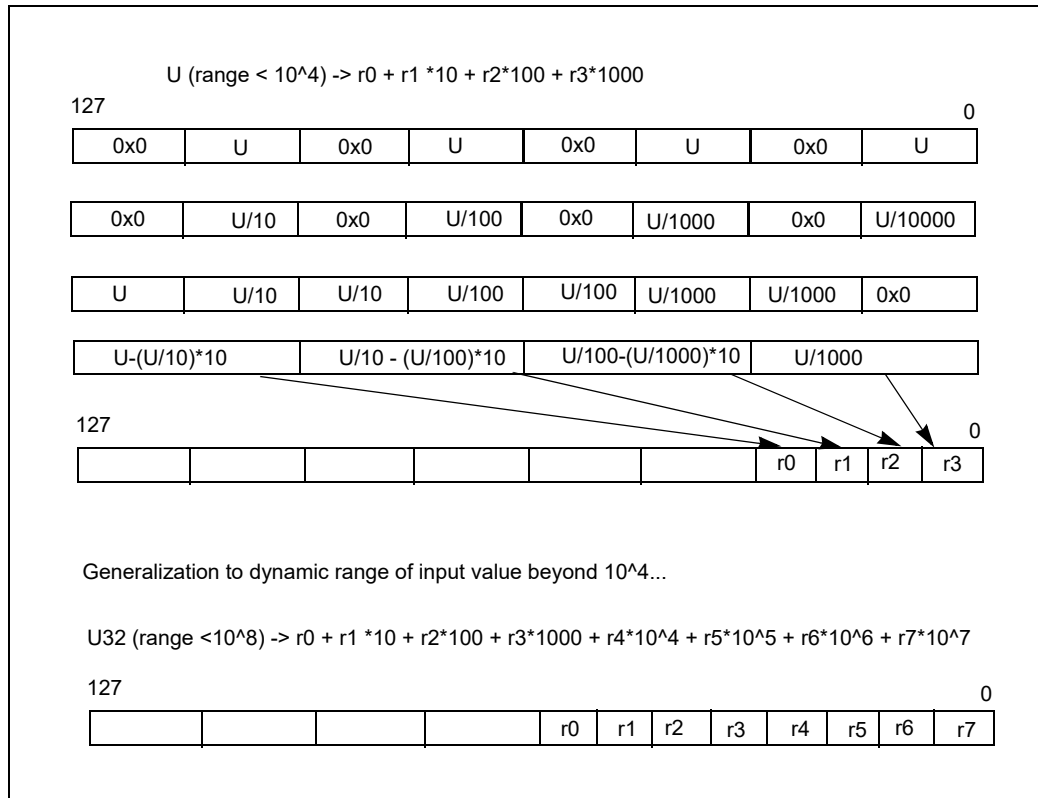 U (range < 10^4) -> r0 + r1 *10 + r2*100 + r3*1000
127 0
0x0 U 0x0 U 0x0 U 0x0 U
0x0 U/10 0x0 U/100 0x0 U/1000 0x0 U/10000
U U/10 U/10 U/100 U/100 U/1000 U/1000 0x0
U-(U/10)*10 U/10 - (U/100)*10 U/100-(U/1000)*10 U/1000
127 0
r0 r1 r2 r3
Generalization to dynamic range of input value beyond 10^4...
U32 (range <10^8) -> r0 + r1 *10 + r2*100 + r3*1000 + r4*10^4 + r5*10^5 + r6*10^6 + r7*10^7
127 0
r0 r1 r2 r3 r4 r5 r6 r7